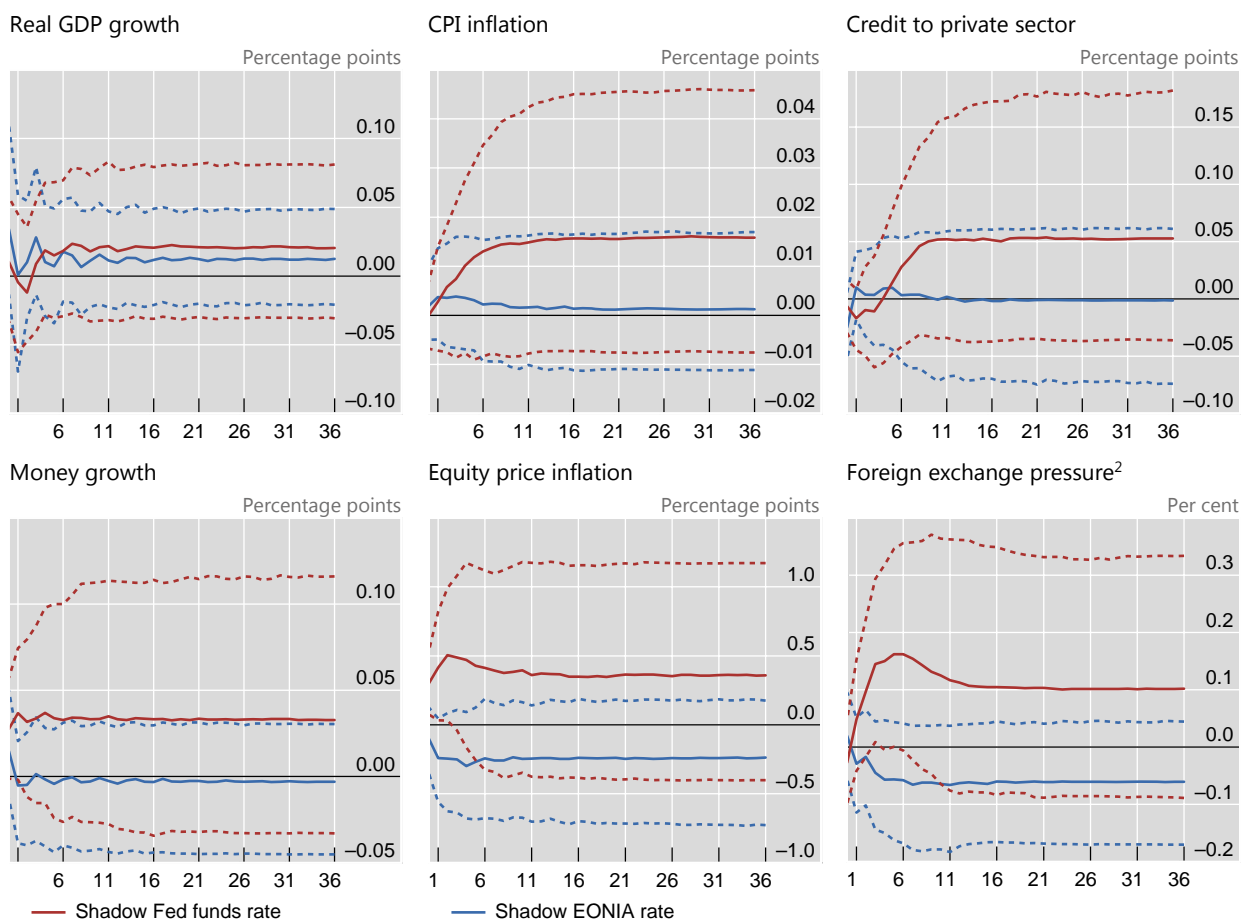 Real GDP growth
Percentage points
0.10
0.05
0.00
–0.05
–0.10
6 11 16 21 26 31 36
CPI inflation
Percentage points
0.04
0.03
0.02
0.01
0.00
–0.01
–0.02
6 11 16 21 26 31 36
Credit to private sector
Percentage points
0.15
0.10
0.05
0.00
–0.05
–0.10
6 11 16 21 26 31 36
Money growth
Percentage points
0.10
0.05
0.00
–0.05
6 11 16 21 26 31 36
Equity price inflation
Percentage points
1.0
0.5
0.0
–0.5
–1.0
1 6 11 16 21 26 31 36
Foreign exchange pressure²
Per cent
0.3
0.2
0.1
0.0
–0.1
–0.2
1 6 11 16 21 26 31 36
Shadow Fed funds rate
Shadow EONIA rate